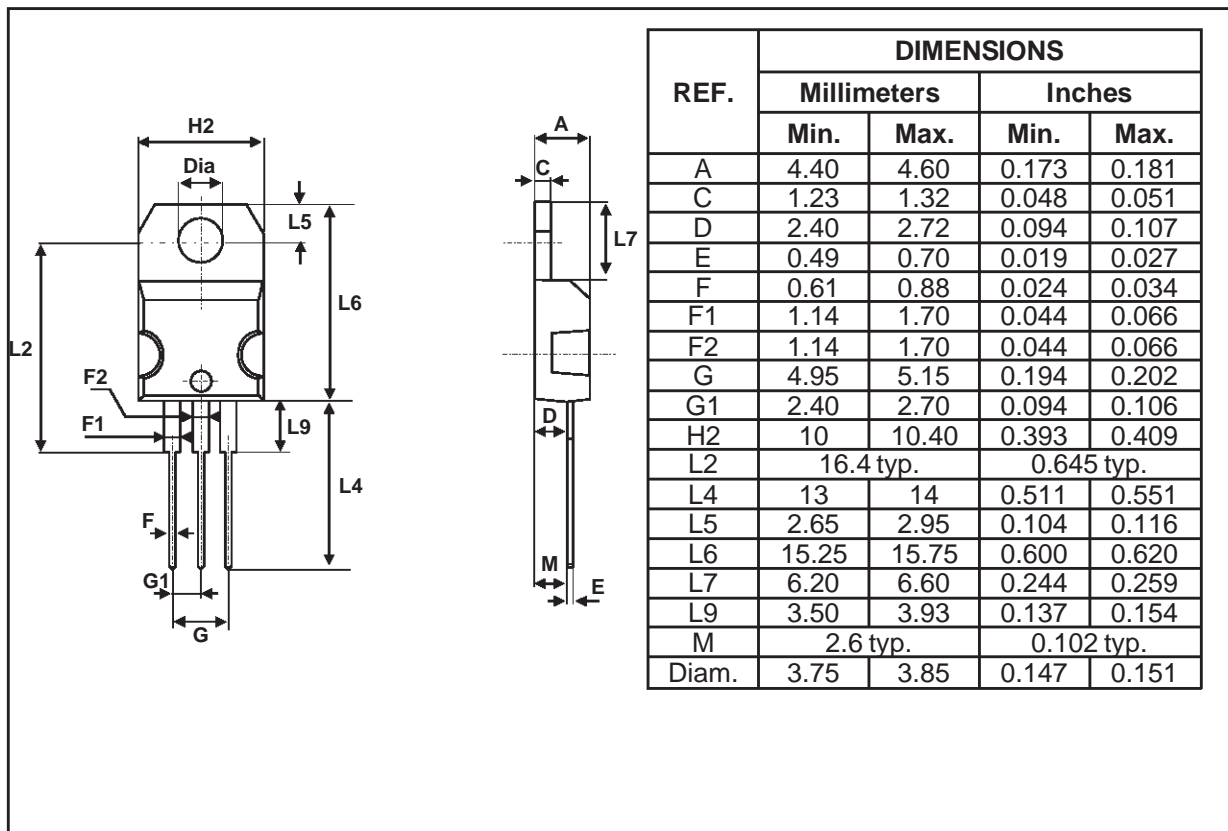 H2
Dia
L5
L6
L2
F2
F1
L9
L4
F
G1
G
A
C
L7
D
M
E
REF. DIMENSIONS
Millimeters Inches
Min. Max. Min. Max.
A 4.40 4.60 0.173 0.181
C 1.23 1.32 0.048 0.051
D 2.40 2.72 0.094 0.107
E 0.49 0.70 0.019 0.027
F 0.61 0.88 0.024 0.034
F1 1.14 1.70 0.044 0.066
F2 1.14 1.70 0.044 0.066
G 4.95 5.15 0.194 0.202
G1 2.40 2.70 0.094 0.106
H2 10 10.40 0.393 0.409
L2 16.4 typ. 0.645 typ.
L4 13 14 0.511 0.551
L5 2.65 2.95 0.104 0.116
L6 15.25 15.75 0.600 0.620
L7 6.20 6.60 0.244 0.259
L9 3.50 3.93 0.137 0.154
M 2.6 typ. 0.102 typ.
Diam. 3.75 3.85 0.147 0.151